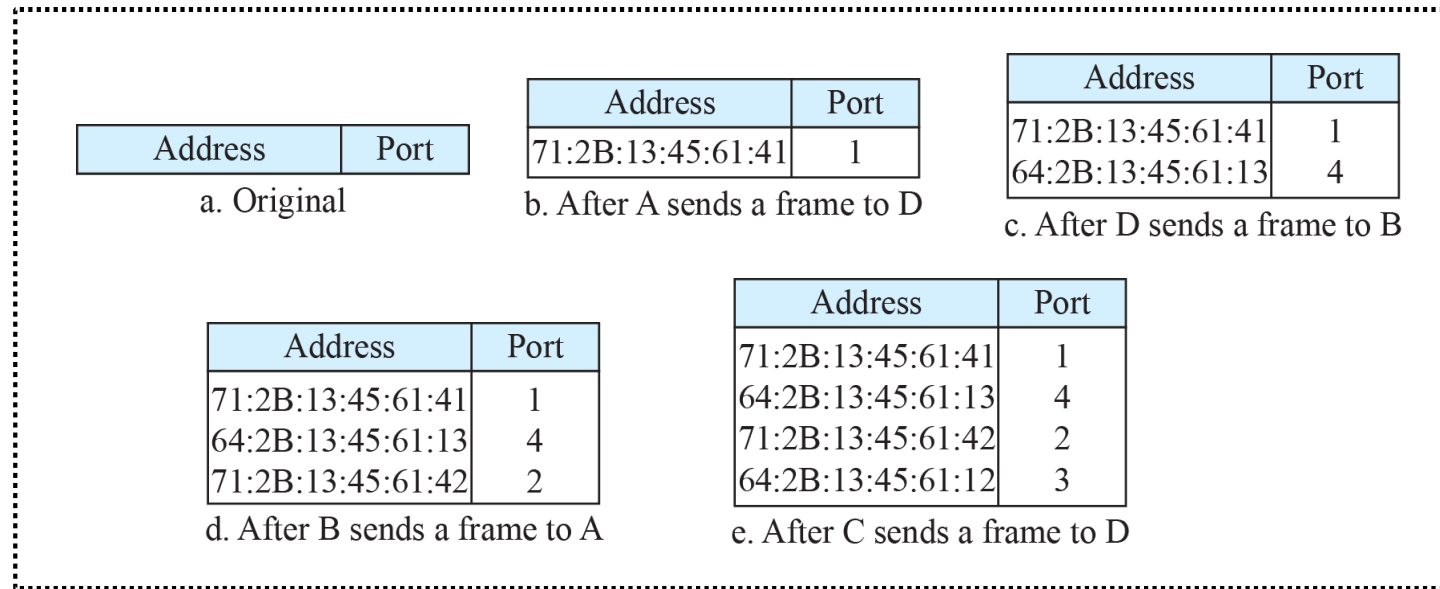 Address Port
a. Original
Address Port
71:2B:13:45:61:41 1
b. After A sends a frame to D
Address Port
71:2B:13:45:61:41 1
64:2B:13:45:61:13 4
c. After D sends a frame to B
Address Port
71:2B:13:45:61:41 1
64:2B:13:45:61:13 4
71:2B:13:45:61:42 2
d. After B sends a frame to A
Address Port
71:2B:13:45:61:41 1
64:2B:13:45:61:13 4
71:2B:13:45:61:42 2
64:2B:13:45:61:12 3
e. After C sends a frame to D